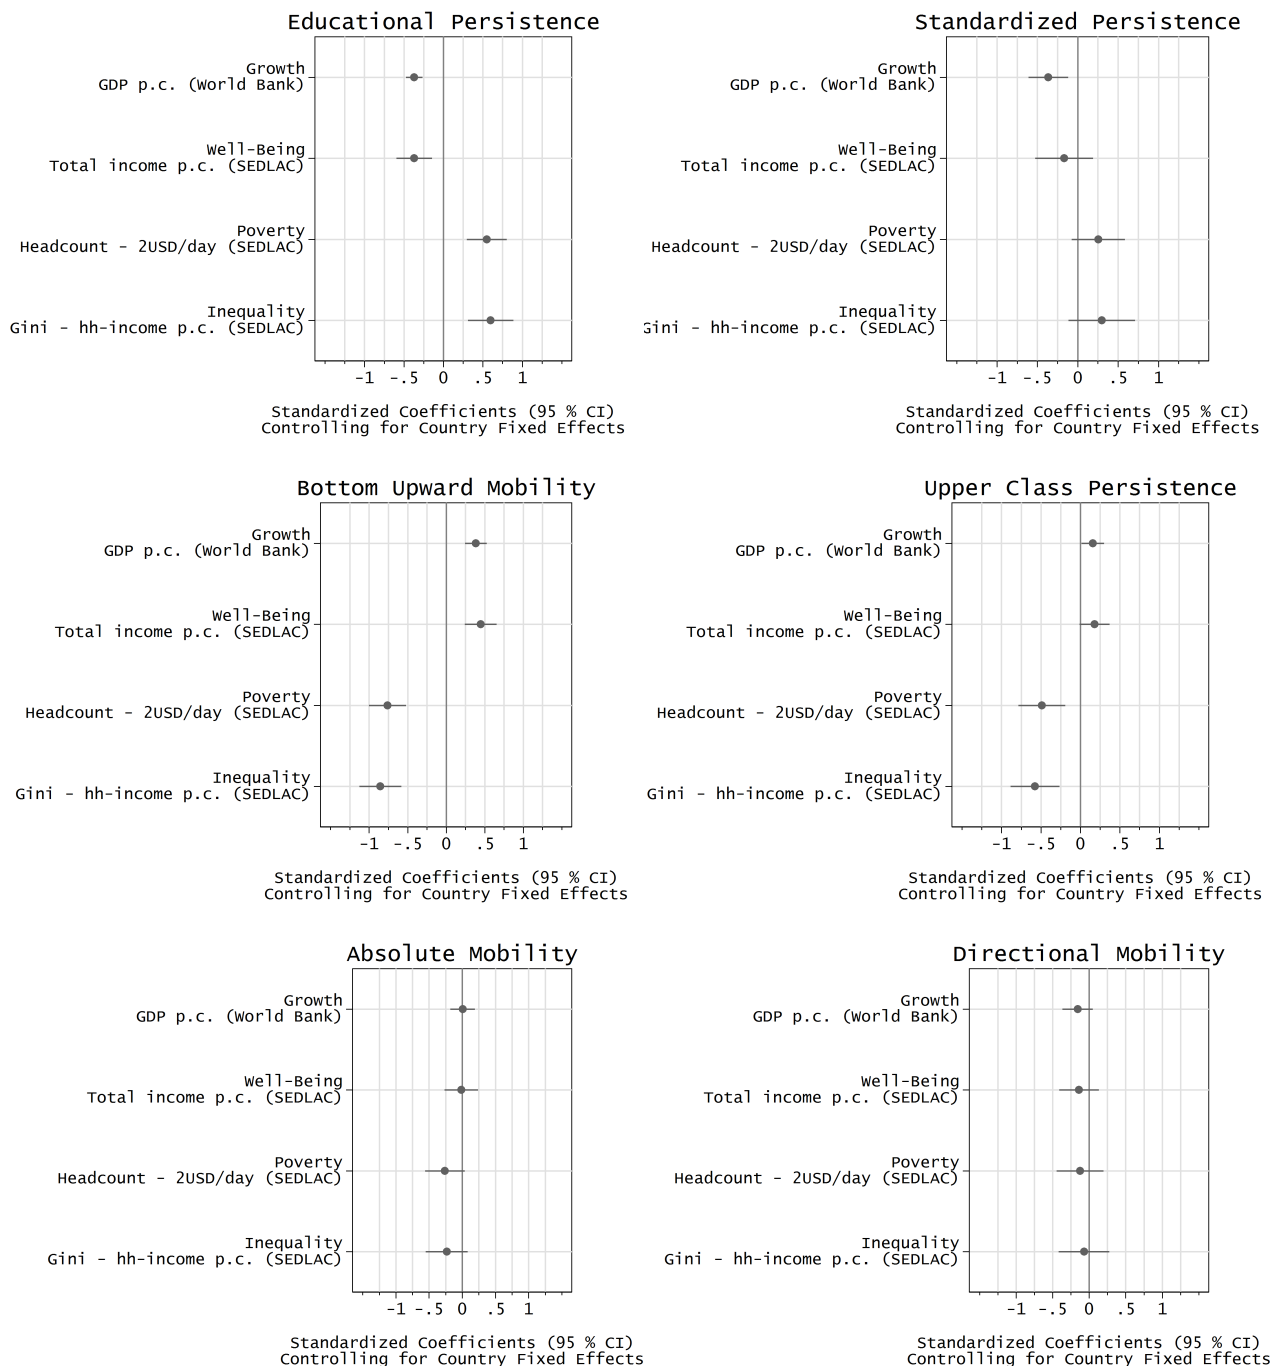 Educational Persistence
Growth
GDP p.c. (World Bank)
Well-Being
Total income p.c. (SEDLAC)
Poverty
Headcount - 2USD/day (SEDLAC)
Inequality
Gini - hh-income p.c. (SEDLAC)
-1 -.5 0 .5 1
Standardized Coefficients (95 % CI)
Controlling for Country Fixed Effects
Standardized Persistence
Growth
GDP p.c. (World Bank)
Well-Being
Total income p.c. (SEDLAC)
Poverty
Headcount - 2USD/day (SEDLAC)
Inequality
Gini - hh-income p.c. (SEDLAC)
-1 -.5 0 .5 1
Standardized Coefficients (95 % CI)
Controlling for Country Fixed Effects
Bottom Upward Mobility
Growth
GDP p.c. (World Bank)
Well-Being
Total income p.c. (SEDLAC)
Poverty
Headcount - 2USD/day (SEDLAC)
Inequality
Gini - hh-income p.c. (SEDLAC)
-1 -.5 0 .5 1
Standardized Coefficients (95 % CI)
Controlling for Country Fixed Effects
Upper Class Persistence
Growth
GDP p.c. (World Bank)
Well-Being
Total income p.c. (SEDLAC)
Poverty
Headcount - 2USD/day (SEDLAC)
Inequality
Gini - hh-income p.c. (SEDLAC)
-1 -.5 0 .5 1
Standardized Coefficients (95 % CI)
Controlling for Country Fixed Effects
Absolute Mobility
Growth
GDP p.c. (World Bank)
Well-Being
Total income p.c. (SEDLAC)
Poverty
Headcount - 2USD/day (SEDLAC)
Inequality
Gini - hh-income p.c. (SEDLAC)
-1 -.5 0 .5 1
Standardized Coefficients (95 % CI)
Controlling for Country Fixed Effects
Directional Mobility
Growth
GDP p.c. (World Bank)
Well-Being
Total income p.c. (SEDLAC)
Poverty
Headcount - 2USD/day (SEDLAC)
Inequality
Gini - hh-income p.c. (SEDLAC)
-1 -.5 0 .5 1
Standardized Coefficients (95 % CI)
Controlling for Country Fixed Effects